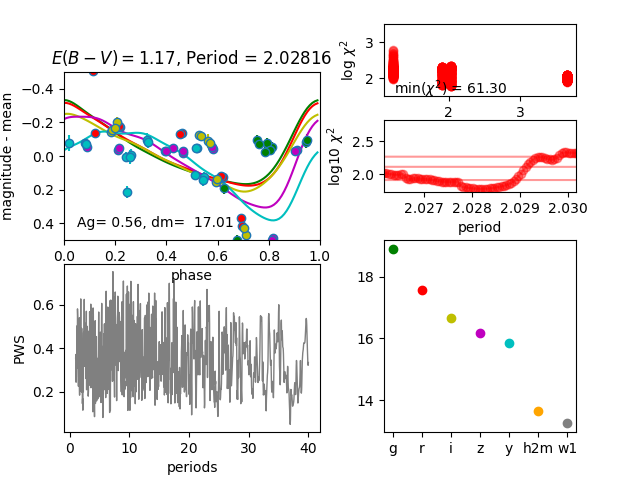 E(B − V) = 1.17, Period = 2.02816
magnitude - mean
−0.4
−0.2
0.0
0.2
0.4
Ag= 0.56, dm=  17.01
0.0 0.2 0.4 0.6 0.8 1.0
phase
log χ²
3
2
min(χ²) = 61.30
2 3
log10 χ²
2.5
2.0
2.027 2.028 2.029 2.030
period
PWS
0.6
0.4
0.2
0 10 20 30 40
periods
18
16
14
g r i z y h2m w1